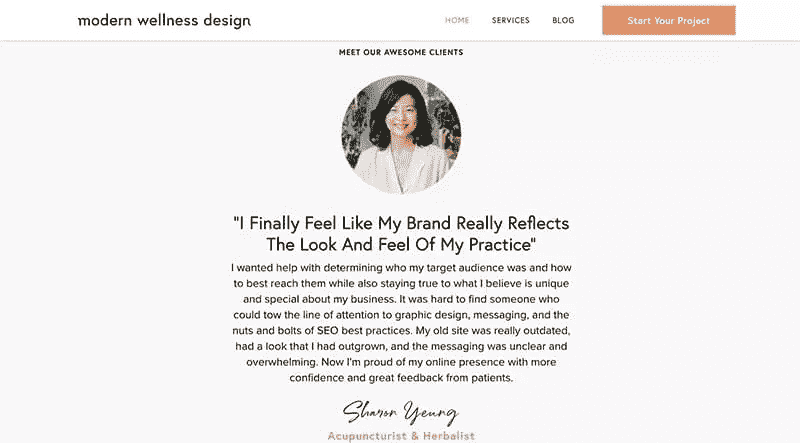 modern wellness design
HOME SERVICES BLOG Start Your Project
MEET OUR AWESOME CLIENTS
"I Finally Feel Like My Brand Really Reflects
The Look And Feel Of My Practice"
I wanted help with determining who my target audience was and how
to best reach them while also staying true to what I believe is unique
and special about my business. It was hard to find someone who
could tow the line of attention to graphic design, messaging, and the
nuts and bolts of SEO best practices. My old site was really outdated,
had a look that I had outgrown, and the messaging was unclear and
overwhelming. Now I'm proud of my online presence with more
confidence and great feedback from patients.
Sharon Yeung
Acupuncturist & Herbalist